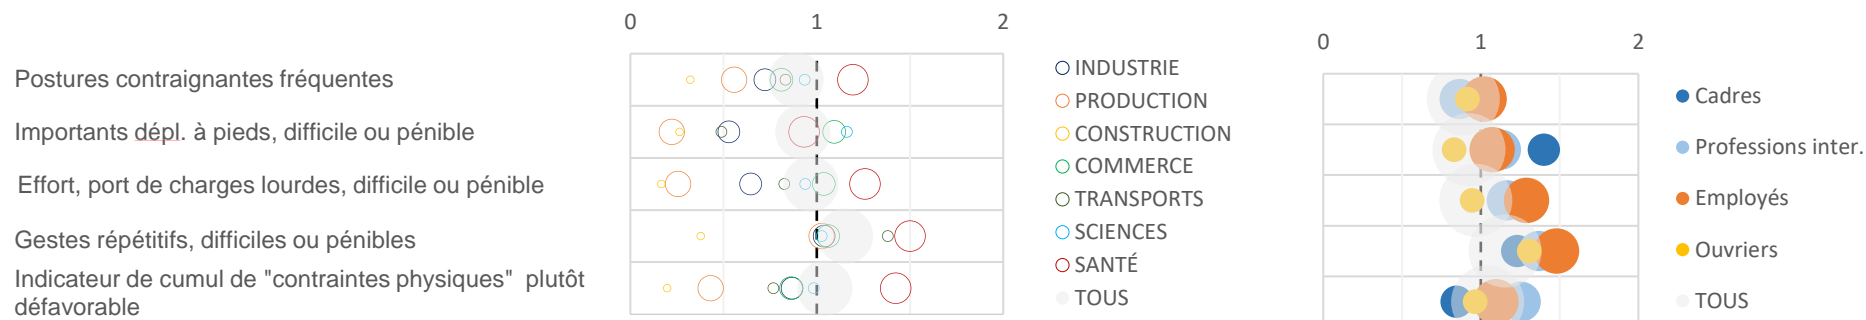 0 1 2
0 1 2
Postures contraignantes fréquentes
Importants dépl. à pieds, difficile ou pénible
Effort, port de charges lourdes, difficile ou pénible
Gestes répétitifs, difficiles ou pénibles
Indicateur de cumul de "contraintes physiques" plutôt
défavorable
INDUSTRIE
PRODUCTION
CONSTRUCTION
COMMERCE
TRANSPORTS
SCIENCES
SANTÉ
TOUS
Cadres
Professions inter.
Employés
Ouvriers
TOUS